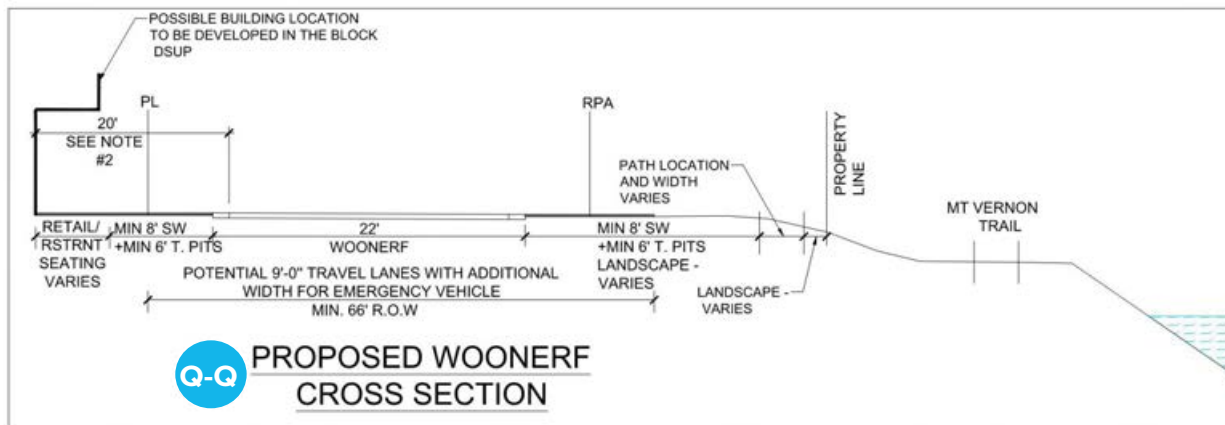 POSSIBLE BUILDING LOCATION
TO BE DEVELOPED IN THE BLOCK
DSUP
PL
RPA
20'
SEE NOTE
#2
PATH LOCATION
AND WIDTH
VARIES
PROPERTY
LINE
MT VERNON
TRAIL
RETAIL/
RSTRNT
SEATING
VARIES
MIN 8' SW
+MIN 6' T. PITS
22'
WOONERF
MIN 8' SW
+MIN 6' T. PITS
LANDSCAPE -
VARIES
POTENTIAL 9'-0" TRAVEL LANES WITH ADDITIONAL
WIDTH FOR EMERGENCY VEHICLE
MIN. 66' R.O.W
LANDSCAPE -
VARIES
Q-Q
PROPOSED WOONERF
CROSS SECTION